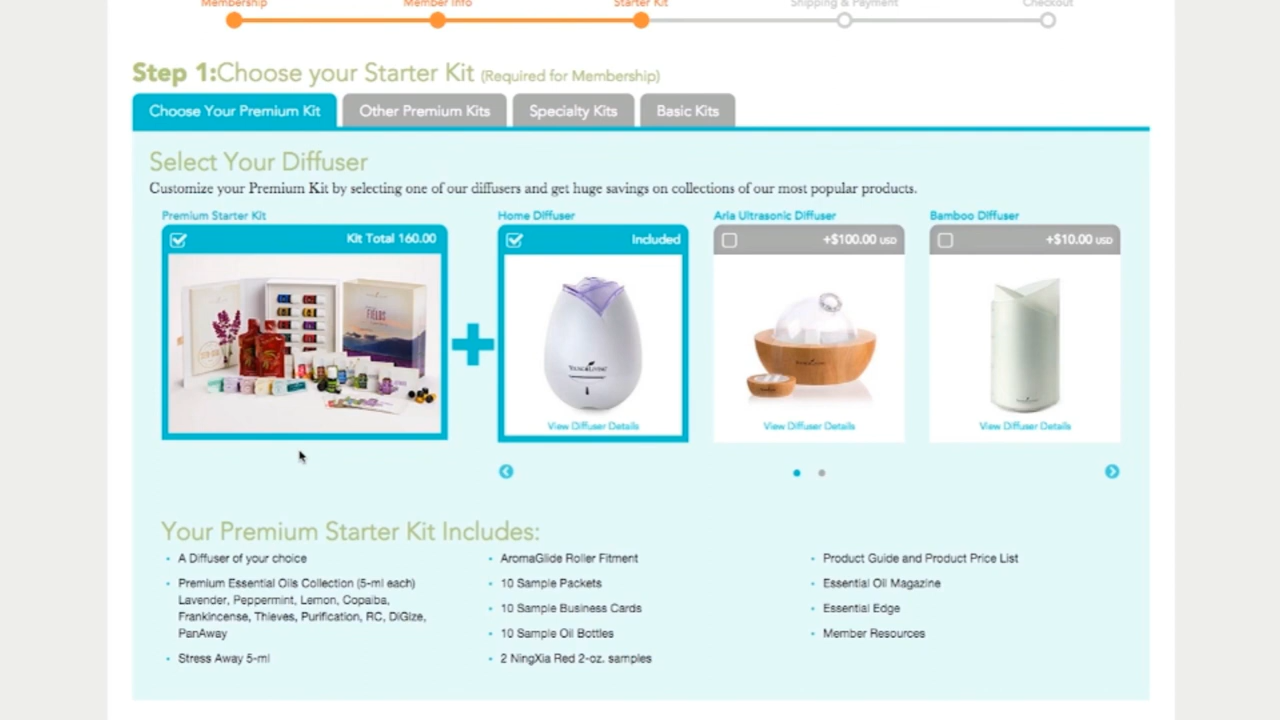 Membership
Member Info
Starter Kit
Shipping & Payment
Checkout
Step 1:Choose your Starter Kit (Required for Membership)
Choose Your Premium Kit
Other Premium Kits
Specialty Kits
Basic Kits
Select Your Diffuser
Customize your Premium Kit by selecting one of our diffusers and get huge savings on collections of our most popular products.
Premium Starter Kit
Kit Total 160.00
Home Diffuser
Included
YOUNG LIVING
View Diffuser Details
Aria Ultrasonic Diffuser
+$100.00 USD
View Diffuser Details
Bamboo Diffuser
+$10.00 USD
View Diffuser Details
FIELDS
Your Premium Starter Kit Includes:
• A Diffuser of your choice
• Premium Essential Oils Collection (5-ml each)
Lavender, Peppermint, Lemon, Copaiba,
Frankincense, Thieves, Purification, RC, DiGize,
PanAway
• Stress Away 5-ml
• AromaGlide Roller Fitment
• 10 Sample Packets
• 10 Sample Business Cards
• 10 Sample Oil Bottles
• 2 NingXia Red 2-oz. samples
• Product Guide and Product Price List
• Essential Oil Magazine
• Essential Edge
• Member Resources